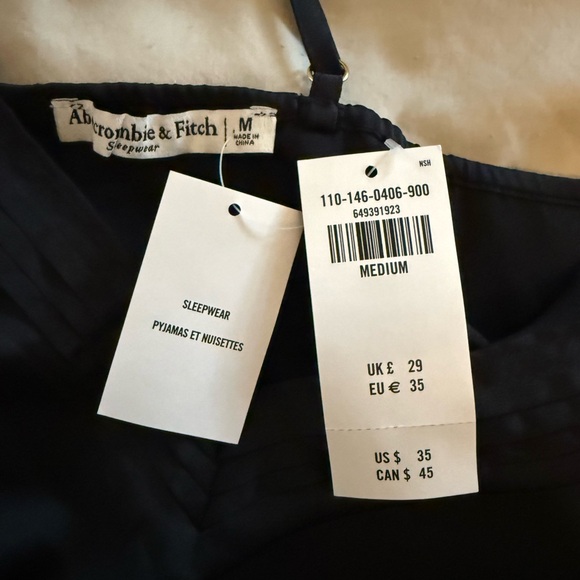 Abercrombie & Fitch
Sleepwear
M
MADE IN
CHINA
SLEEPWEAR
PYJAMAS ET NUISETTES
NSH
110-146-0406-900
649391923
MEDIUM
UK £ 29
EU € 35
US $ 35
CAN $ 45